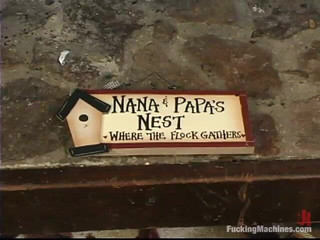 NANA & PAPA'S
NEST
WHERE THE FLOCK GATHERS
FuckingMachines.com